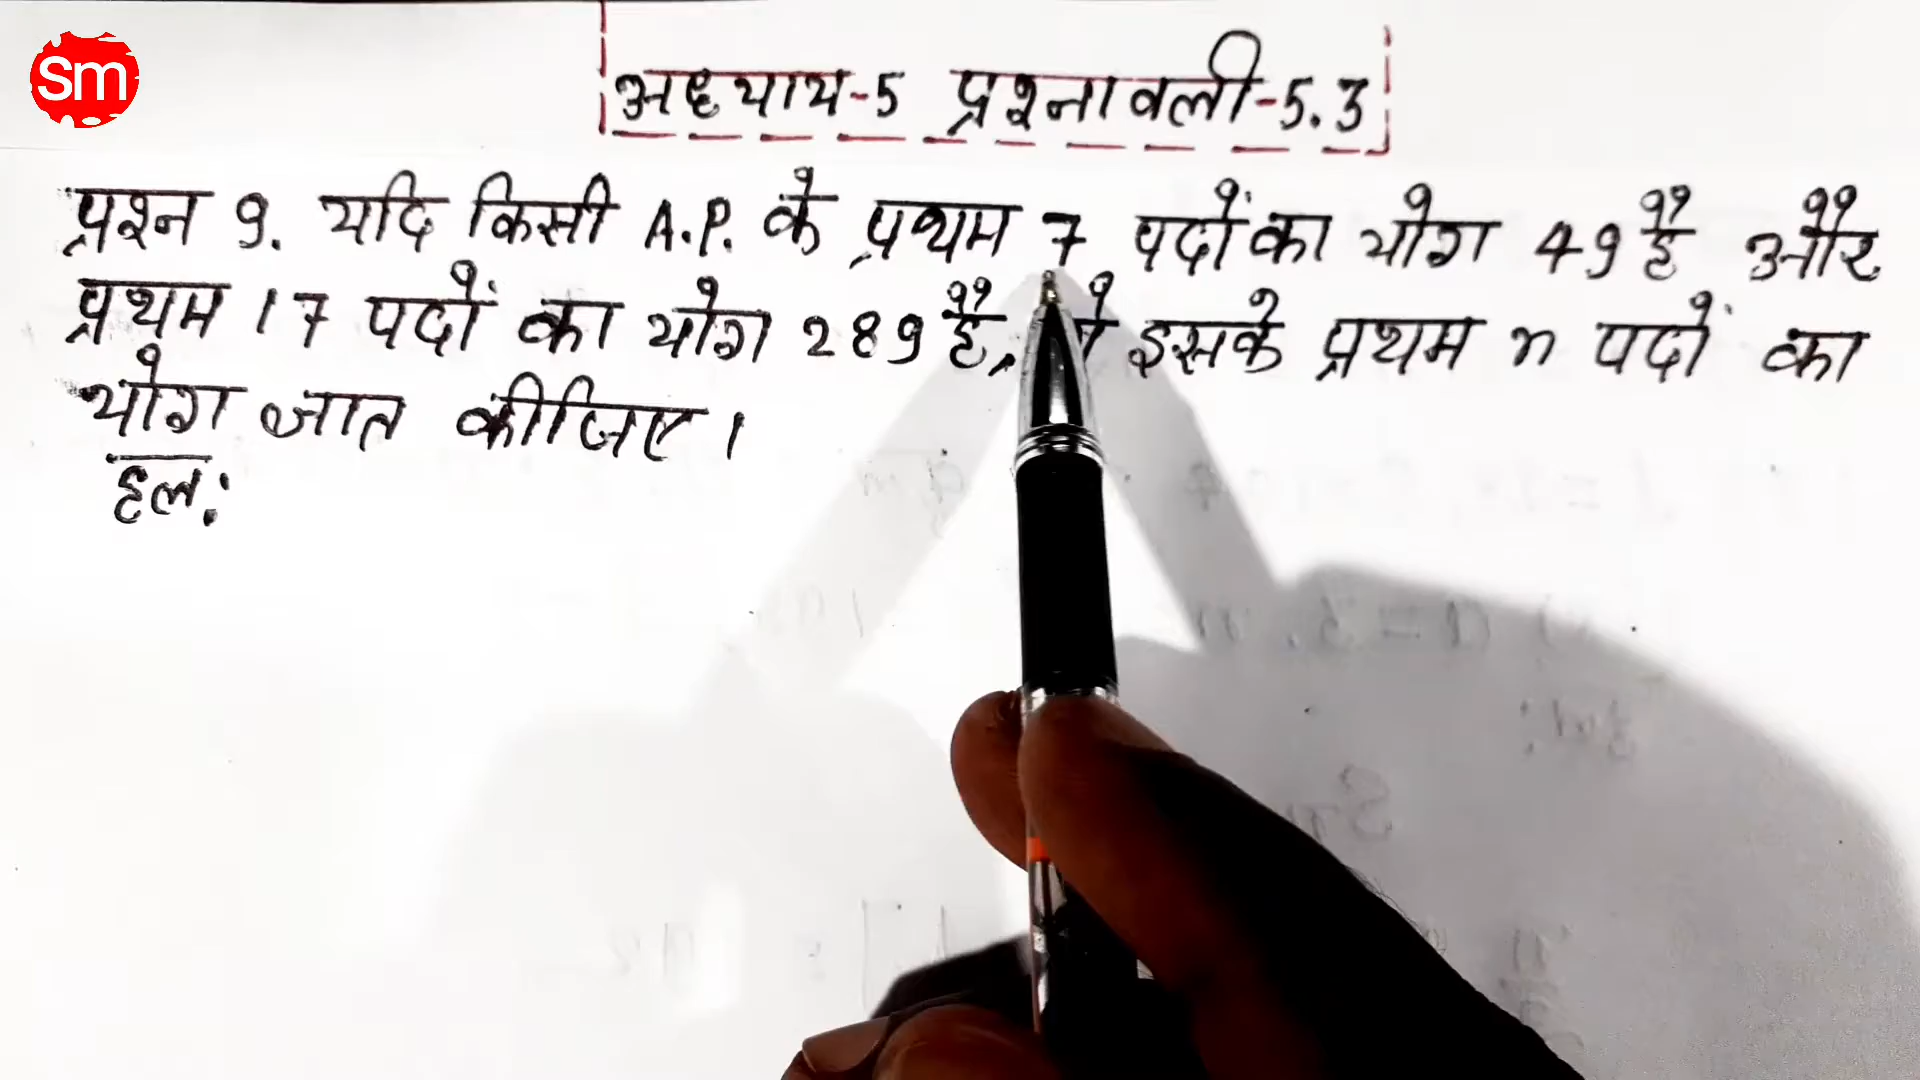 Sm
अध्याय-5 प्रश्नावली-5.3
प्रश्न 9. यदि किसी A.P. के प्रथम 7 पदों का योग 49 है और
प्रथम 17 पदों का योग 289 है, इसके प्रथम n पदों का
योग ज्ञात कीजिए।
हल: